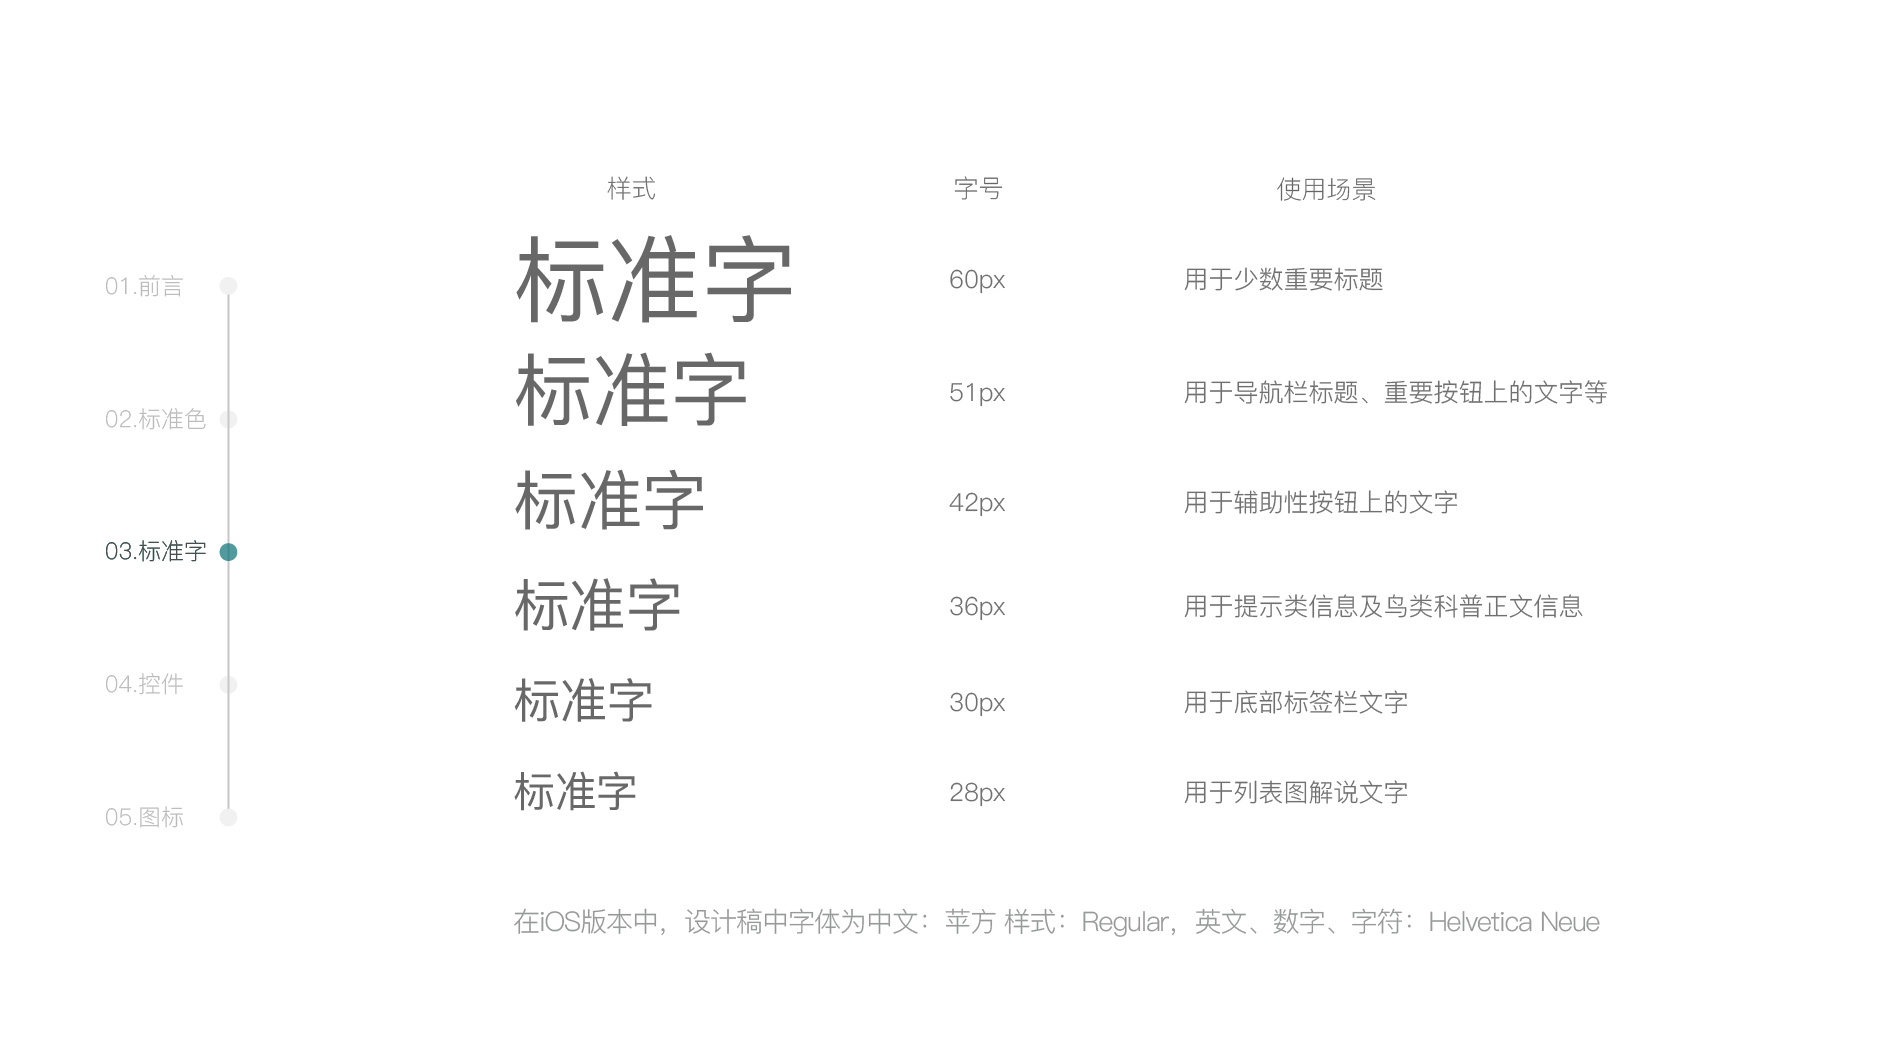 样式 字号 使用场景
标准字 60px 用于少数重要标题
标准字 51px 用于导航栏标题、重要按钮上的文字等
标准字 42px 用于辅助性按钮上的文字
标准字 36px 用于提示类信息及鸟类科普正文信息
标准字 30px 用于底部标签栏文字
标准字 28px 用于列表图解说文字
在iOS版本中，设计稿中字体为中文：苹方 样式：Regular，英文、数字、字符：Helvetica Neue
01.前言
02.标准色
03.标准字
04.控件
05.图标